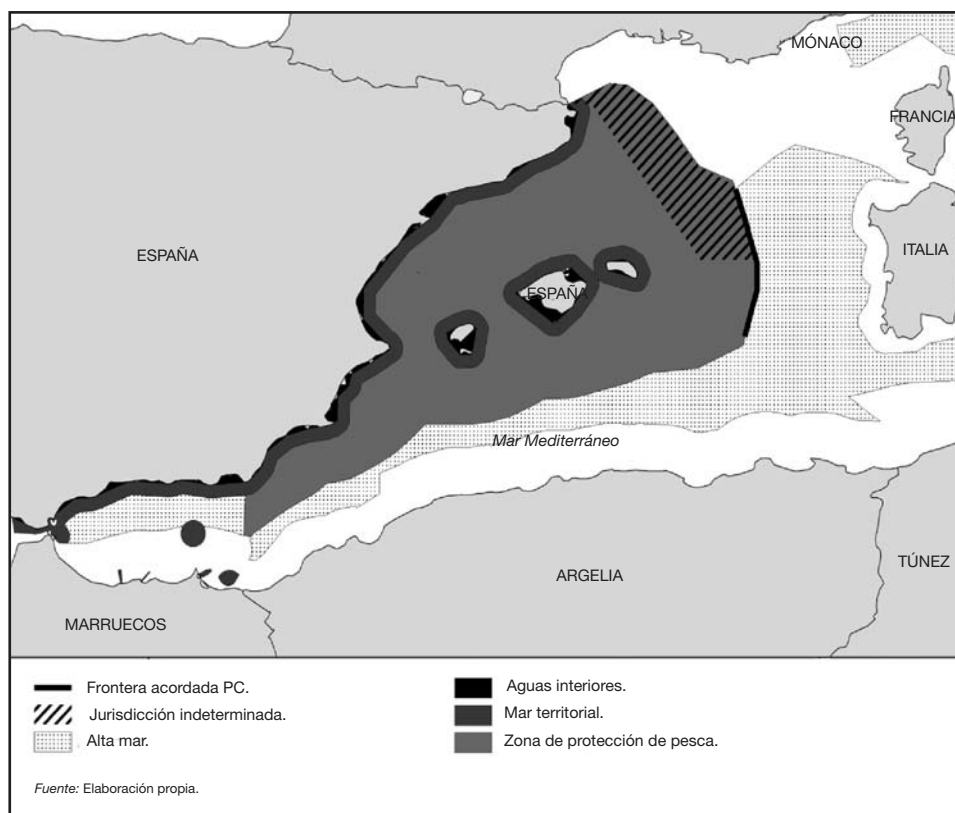 MÓNACO
FRANCIA
ESPAÑA
ITALIA
ESPAÑA
Mar Mediterráneo
ARGELIA
TÚNEZ
MARRUECOS
Frontera acordada PC.
Jurisdicción indeterminada.
Alta mar.
Aguas interiores.
Mar territorial.
Zona de protección de pesca.
Fuente: Elaboración propia.